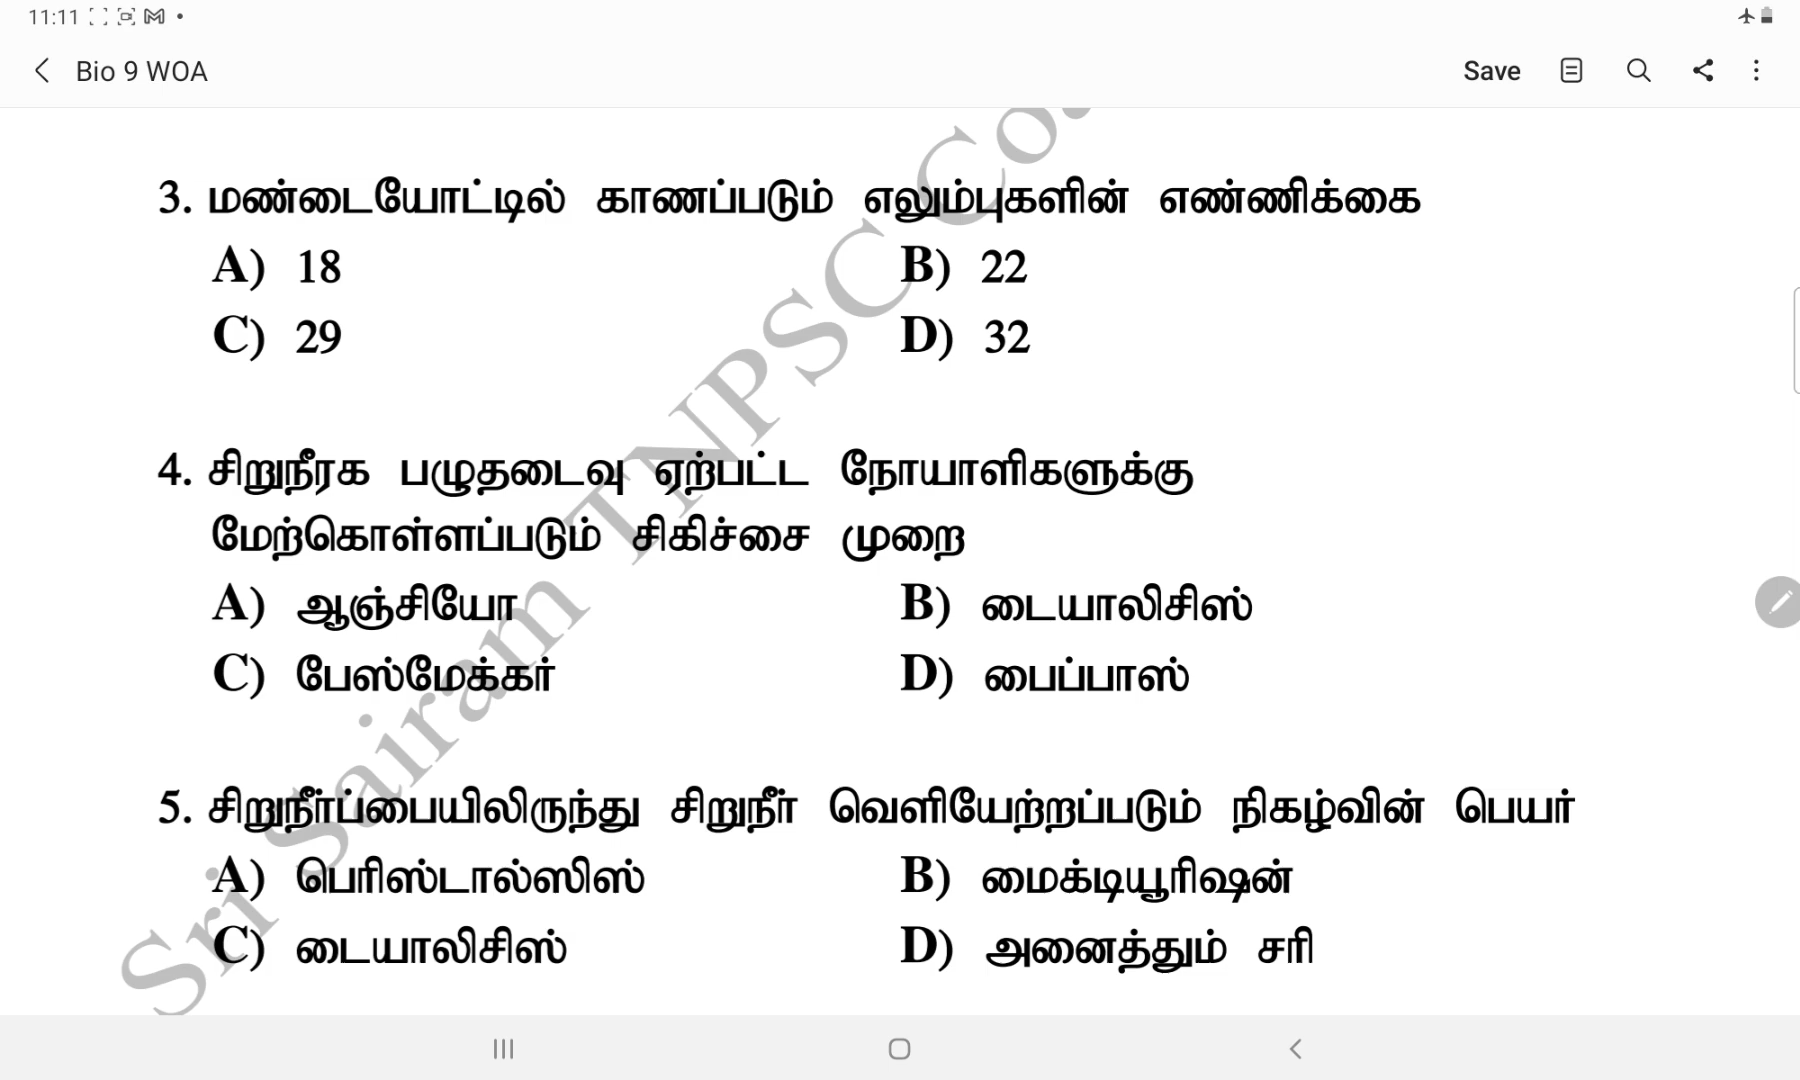 11:11
Bio 9 WOA
Save
3. மண்டையோட்டில் காணப்படும் எலும்புகளின் எண்ணிக்கை
A) 18
B) 22
C) 29
D) 32
4. சிறுநீரக பழுதடைவு ஏற்பட்ட நோயாளிகளுக்கு
மேற்கொள்ளப்படும் சிகிச்சை முறை
A) ஆஞ்சியோ
B) டையாலிசிஸ்
C) பேஸ்மேக்கர்
D) பைப்பாஸ்
5. சிறுநீர்ப்பையிலிருந்து சிறுநீர் வெளியேற்றப்படும் நிகழ்வின் பெயர்
A) பெரிஸ்டால்ஸிஸ்
B) மைக்டியூரிஷன்
C) டையாலிசிஸ்
D) அனைத்தும் சரி
Sri Sairam TNPSC Co.